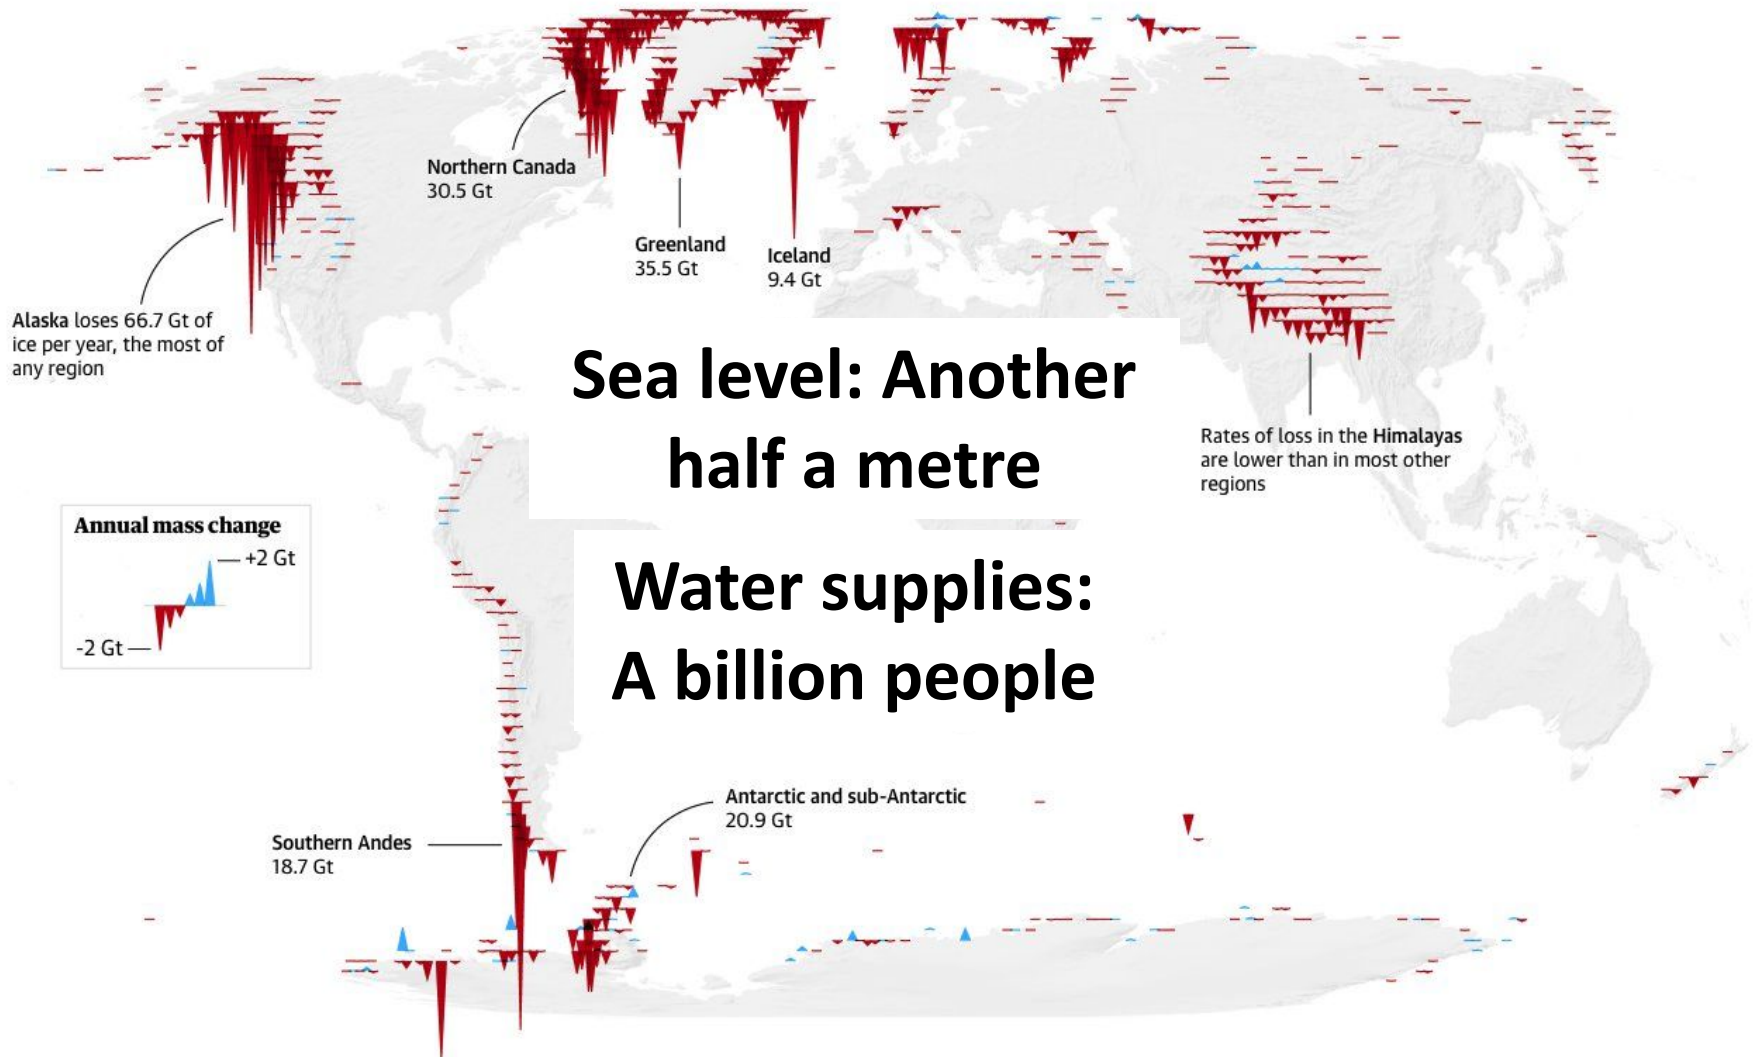 Northern Canada
30.5 Gt
Greenland
35.5 Gt
Iceland
9.4 Gt
Alaska loses 66.7 Gt of
ice per year, the most of
any region
Sea level: Another
half a metre
Rates of loss in the Himalayas
are lower than in most other
regions
Annual mass change
+2 Gt
-2 Gt
Water supplies:
A billion people
Antarctic and sub-Antarctic
20.9 Gt
Southern Andes
18.7 Gt